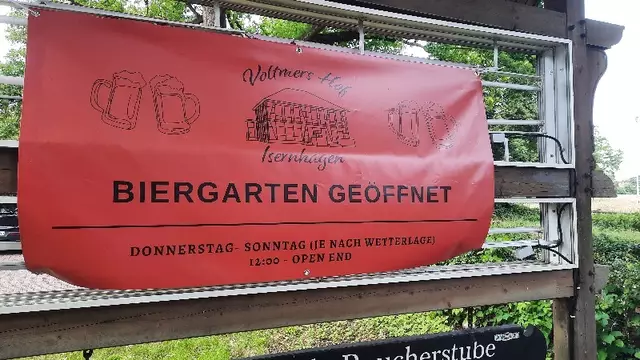 Voltmers Hof
Isernhagen
BIERGARTEN GEÖFFNET
DONNERSTAG- SONNTAG (JE NACH WETTERLAGE)
12:00 - OPEN END
Raucherstube